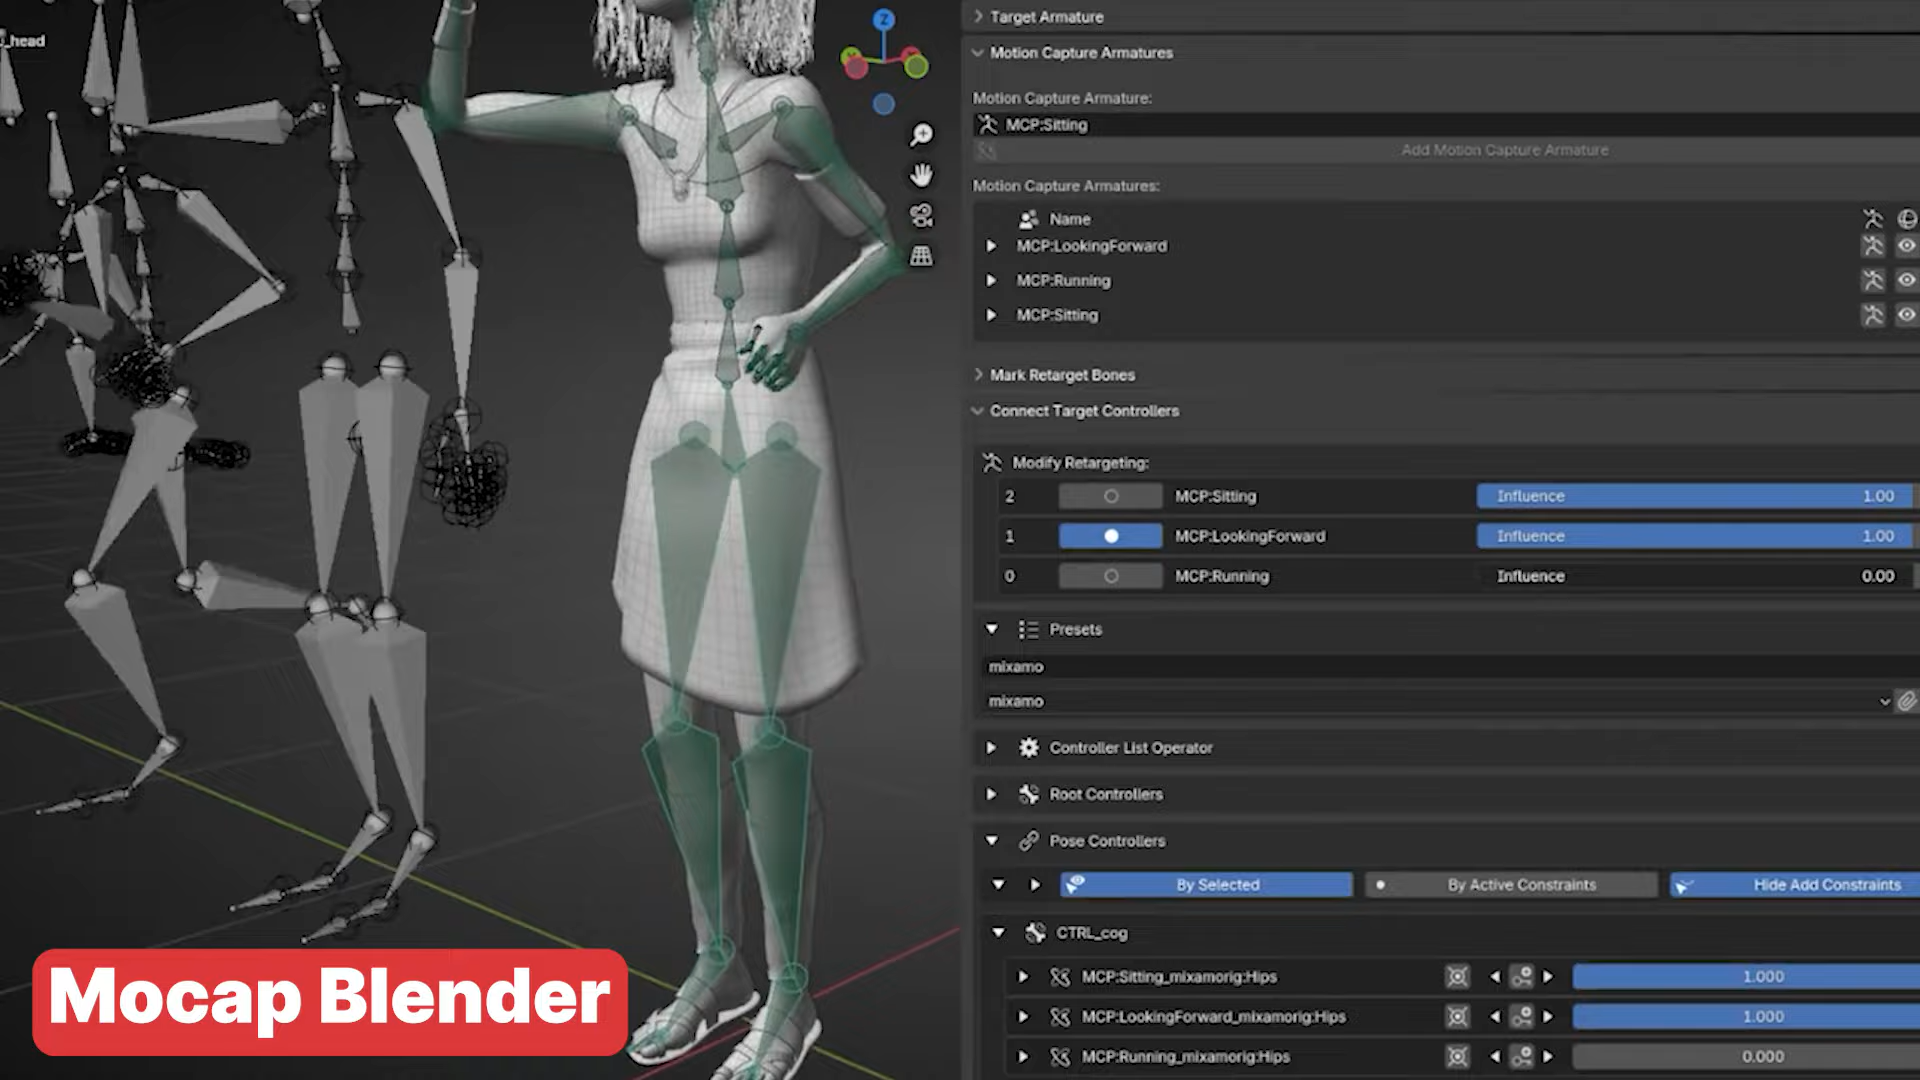 _head
Z
Target Armature
Motion Capture Armatures
Motion Capture Armature:
MCP:Sitting
Add Motion Capture Armature
Motion Capture Armatures:
Name
MCP:LookingForward
MCP:Running
MCP:Sitting
Mark Retarget Bones
Connect Target Controllers
Modify Retargeting:
2 MCP:Sitting Influence 1.00
1 MCP:LookingForward Influence 1.00
0 MCP:Running Influence 0.00
Presets
mixamo
mixamo
Controller List Operator
Root Controllers
Pose Controllers
By Selected By Active Constraints Hide Add Constraints
CTRL_cog
MCP:Sitting_mixamorig:Hips 1.000
MCP:LookingForward_mixamorig:Hips 1.000
MCP:Running_mixamorig:Hips 0.000
Mocap Blender